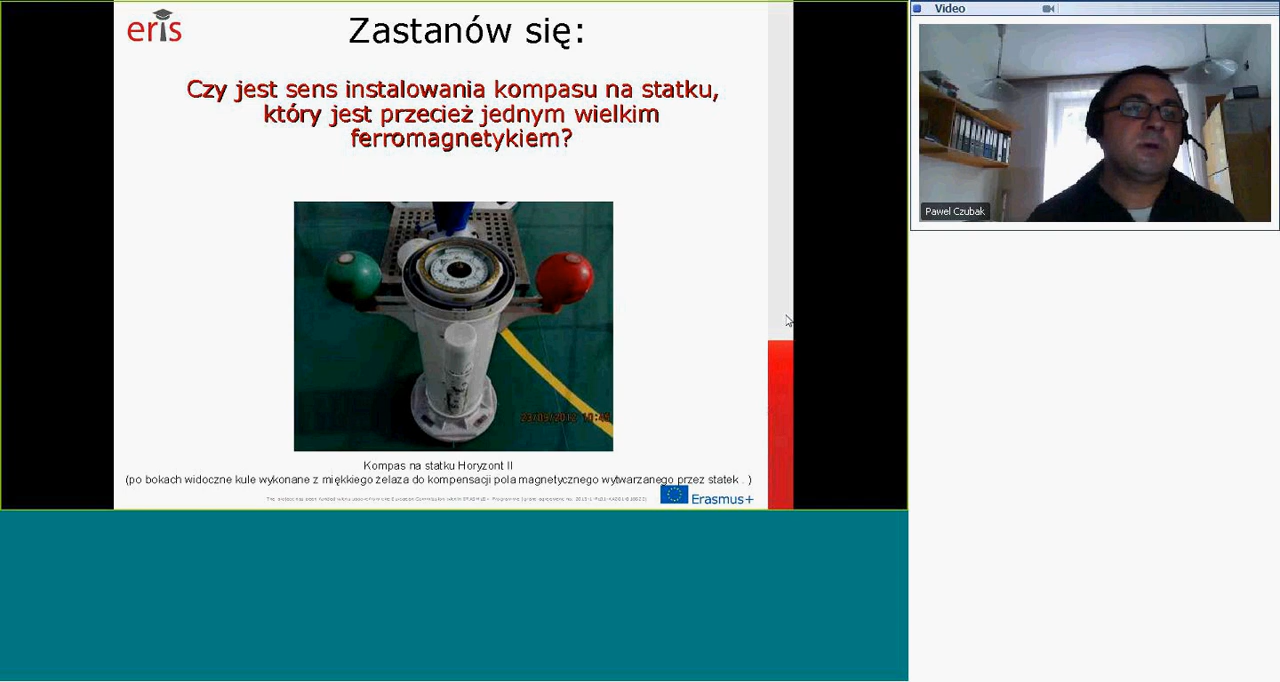 eris
Zastanów się:
Czy jest sens instalowania kompasu na statku,
który jest przecież jednym wielkim
ferromagnetykiem?
Kompas na statku Horyzont II
(po bokach widoczne kule wykonane z miękkiego żelaza do kompensacji pola magnetycznego wytwarzanego przez statek . )
Erasmus+
Video
Pawel Czubak